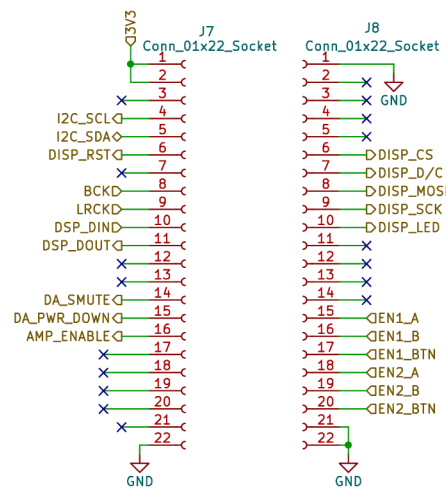 3V3
J7
Conn_01x22_Socket
1
2
3
I2C_SCL 4
I2C_SDA 5
DISP_RST 6
7
BCK 8
LRCK 9
DSP_DIN 10
DSP_DOUT 11
12
13
DA_SMUTE 14
DA_PWR_DOWN 15
AMP_ENABLE 16
17
18
19
20
21
22
GND
J8
Conn_01x22_Socket
1
GND
2
3
4
5
6 DISP_CS
7 DISP_D/C
8 DISP_MOSI
9 DISP_SCK
10 DISP_LED
11
12
13
14
15 EN1_A
16 EN1_B
17 EN1_BTN
18 EN2_A
19 EN2_B
20 EN2_BTN
21
22
GND